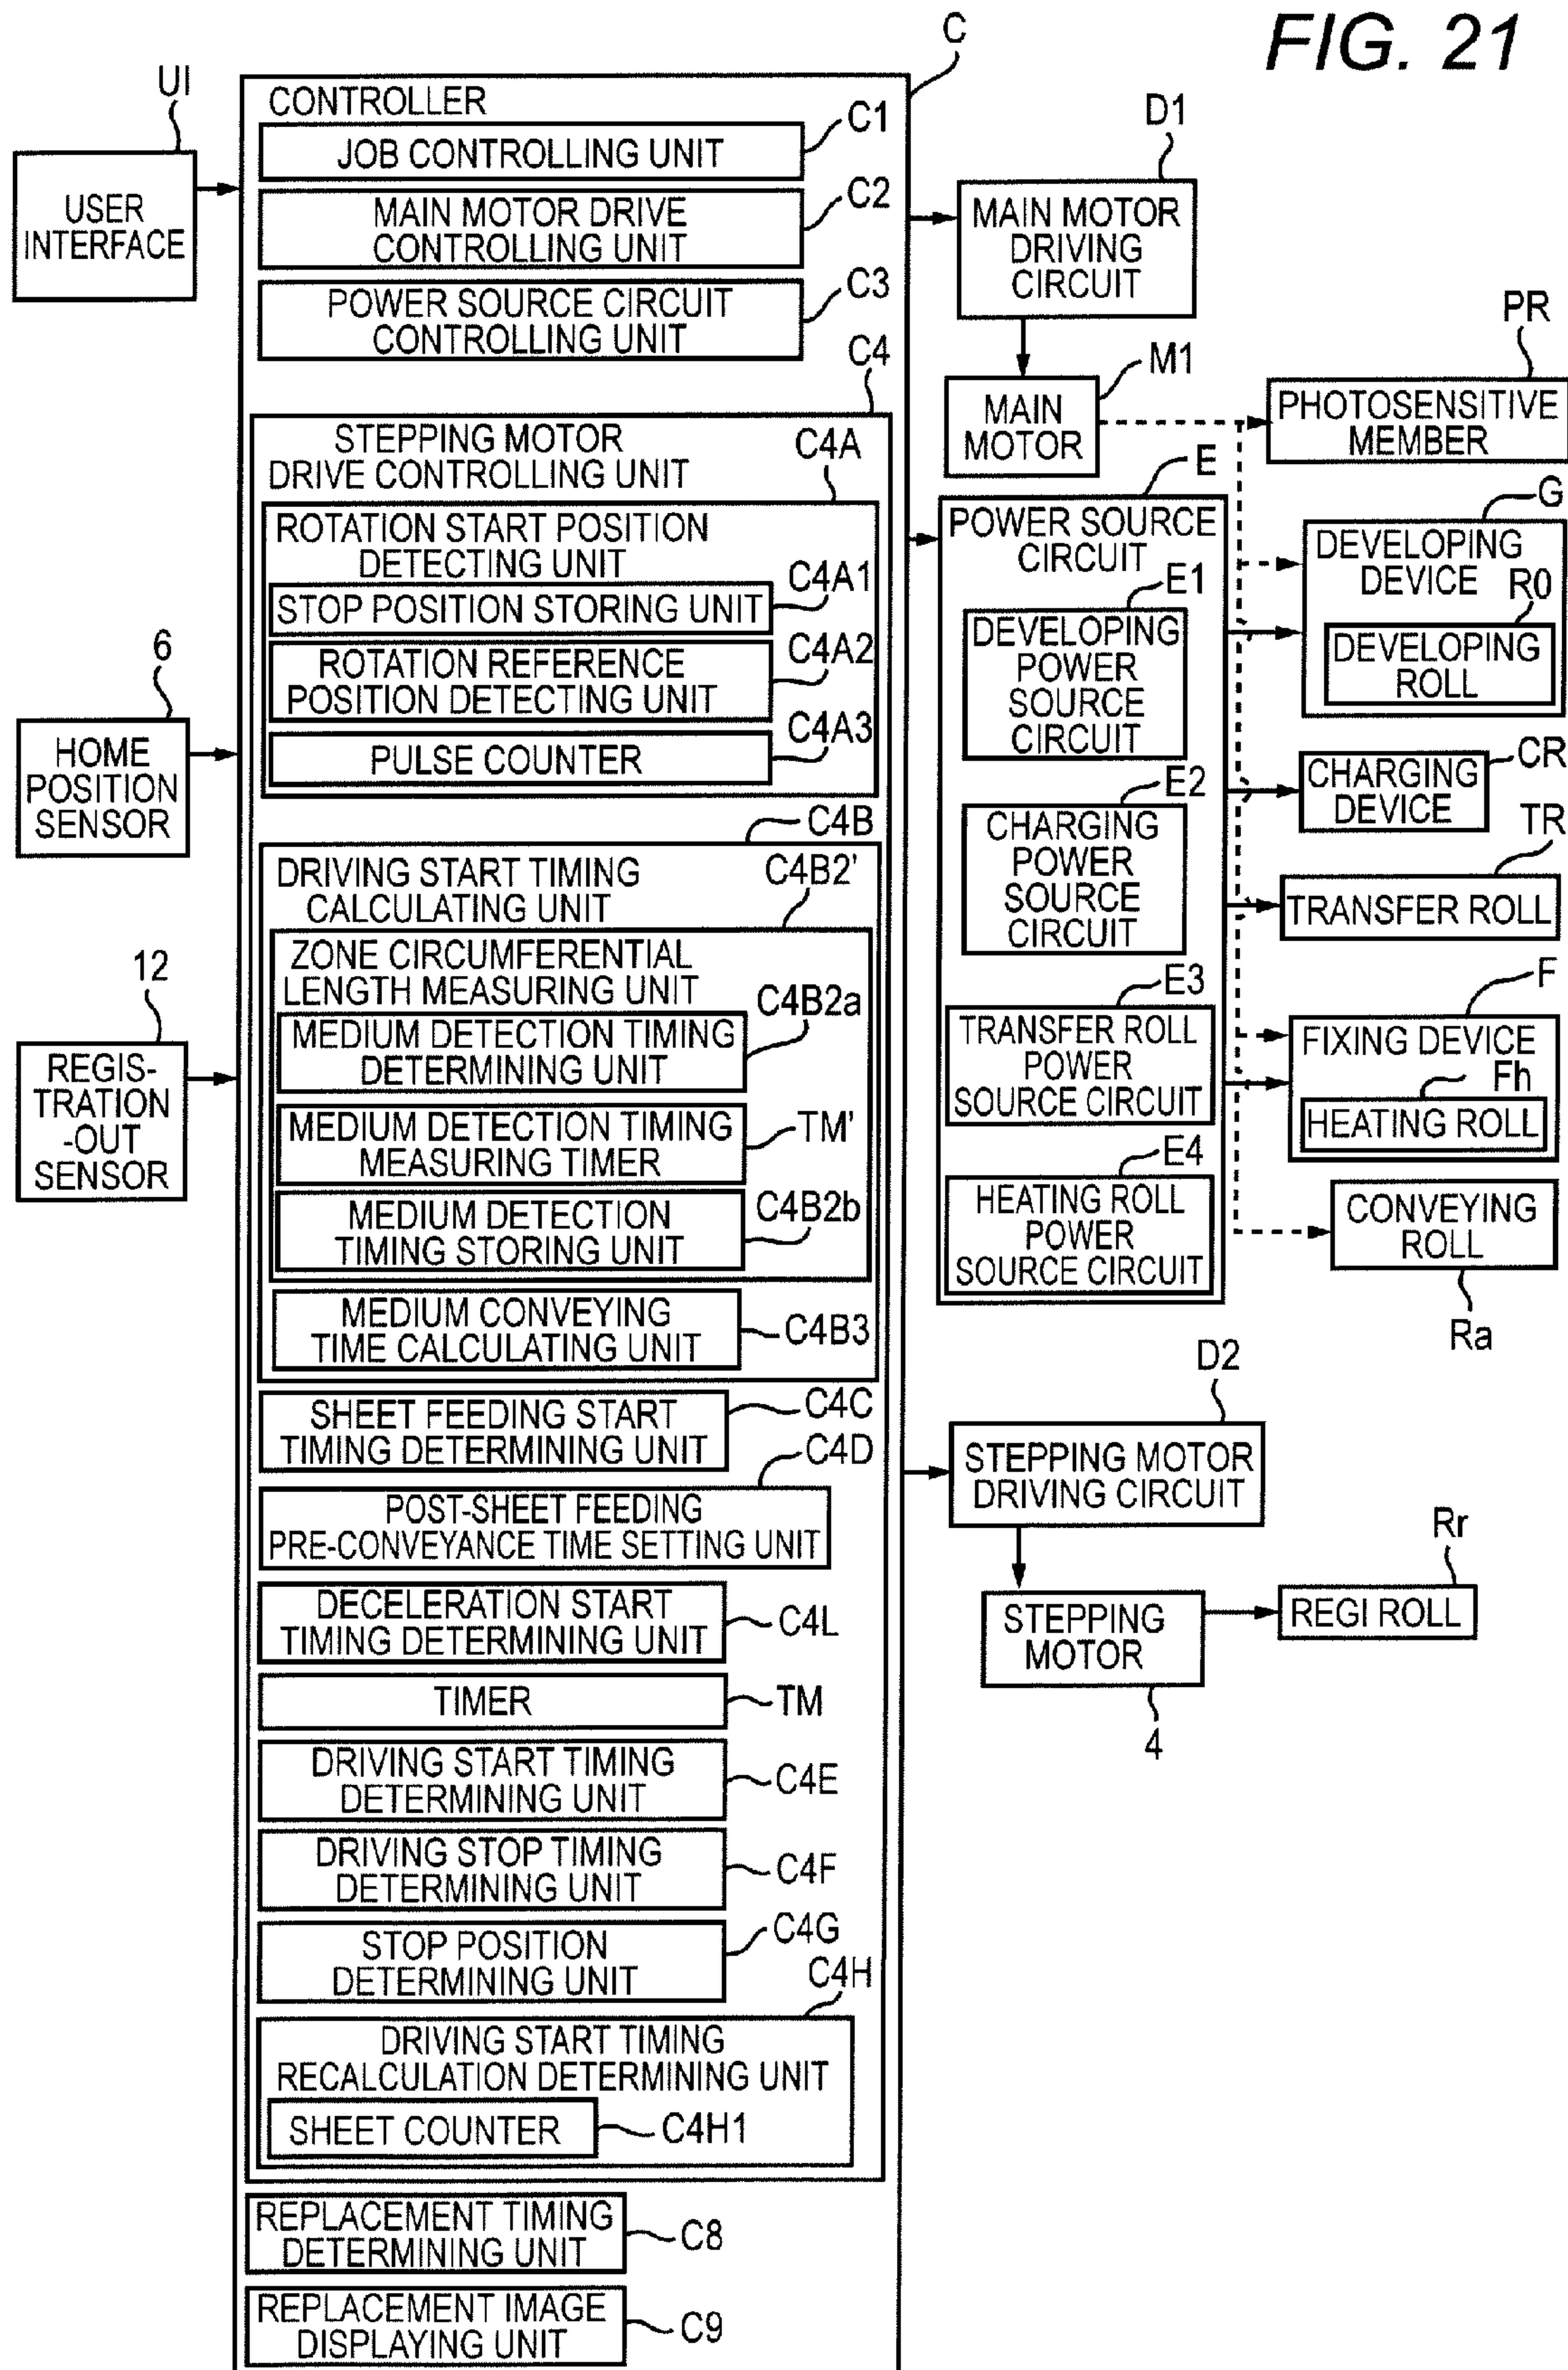 FIG. 21
C
UI
USER
INTERFACE
6
HOME
POSITION
SENSOR
12
REGIS-
TRATION
-OUT
SENSOR
CONTROLLER
C1
JOB CONTROLLING UNIT
C2
MAIN MOTOR DRIVE
CONTROLLING UNIT
C3
POWER SOURCE CIRCUIT
CONTROLLING UNIT
C4
STEPPING MOTOR
DRIVE CONTROLLING UNIT
C4A
ROTATION START POSITION
DETECTING UNIT
C4A1
STOP POSITION STORING UNIT
C4A2
ROTATION REFERENCE
POSITION DETECTING UNIT
C4A3
PULSE COUNTER
C4B
DRIVING START TIMING
CALCULATING UNIT
C4B2'
ZONE CIRCUMFERENTIAL
LENGTH MEASURING UNIT
C4B2a
MEDIUM DETECTION TIMING
DETERMINING UNIT
MEDIUM DETECTION TIMING
MEASURING TIMER
TM'
MEDIUM DETECTION
TIMING STORING UNIT
C4B2b
MEDIUM CONVEYING
TIME CALCULATING UNIT
C4B3
SHEET FEEDING START
TIMING DETERMINING UNIT
C4C
C4D
POST-SHEET FEEDING
PRE-CONVEYANCE TIME SETTING UNIT
DECELERATION START
TIMING DETERMINING UNIT
C4L
TIMER
TM
DRIVING START TIMING
DETERMINING UNIT
C4E
DRIVING STOP TIMING
DETERMINING UNIT
C4F
STOP POSITION
DETERMINING UNIT
C4G
C4H
DRIVING START TIMING
RECALCULATION DETERMINING UNIT
SHEET COUNTER
C4H1
REPLACEMENT TIMING
DETERMINING UNIT
C8
REPLACEMENT IMAGE
DISPLAYING UNIT
C9
D1
MAIN MOTOR
DRIVING
CIRCUIT
M1
MAIN
MOTOR
E
POWER SOURCE
CIRCUIT
E1
DEVELOPING
POWER
SOURCE
CIRCUIT
E2
CHARGING
POWER
SOURCE
CIRCUIT
E3
TRANSFER ROLL
POWER
SOURCE CIRCUIT
E4
HEATING ROLL
POWER
SOURCE CIRCUIT
PR
PHOTOSENSITIVE
MEMBER
G
DEVELOPING
DEVICE
R0
DEVELOPING
ROLL
CR
CHARGING
DEVICE
TR
TRANSFER ROLL
F
FIXING DEVICE
Fh
HEATING ROLL
CONVEYING
ROLL
Ra
D2
STEPPING MOTOR
DRIVING CIRCUIT
STEPPING
MOTOR
4
Rr
REGI ROLL